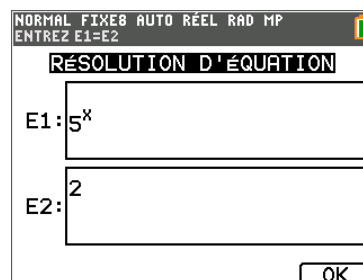 NORMAL FIXE8 AUTO RÉEL RAD MP
ENTREZ E1=E2
RÉSOLUTION D'ÉQUATION
E1: 5ˣ
E2: 2
OK